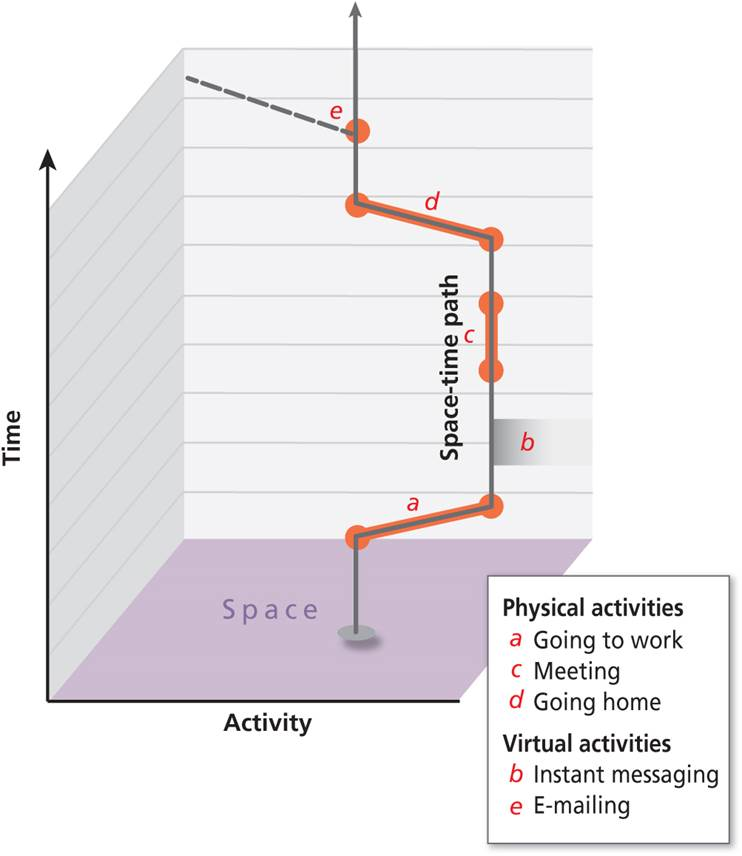 e
d
Space-time path
c
b
a
Time
Space
Activity
Physical activities
a Going to work
c Meeting
d Going home
Virtual activities
b Instant messaging
e E-mailing